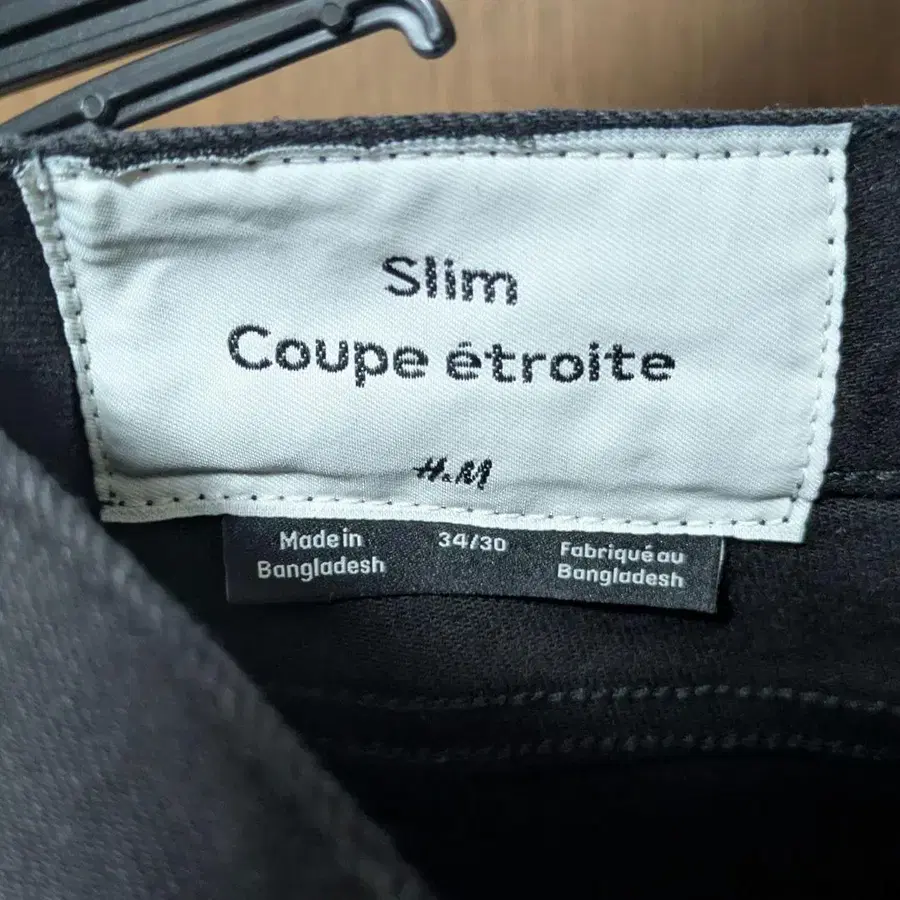 Slim
Coupe étroite
H&M
Made in
Bangladesh
34/30
Fabriqué au
Bangladesh